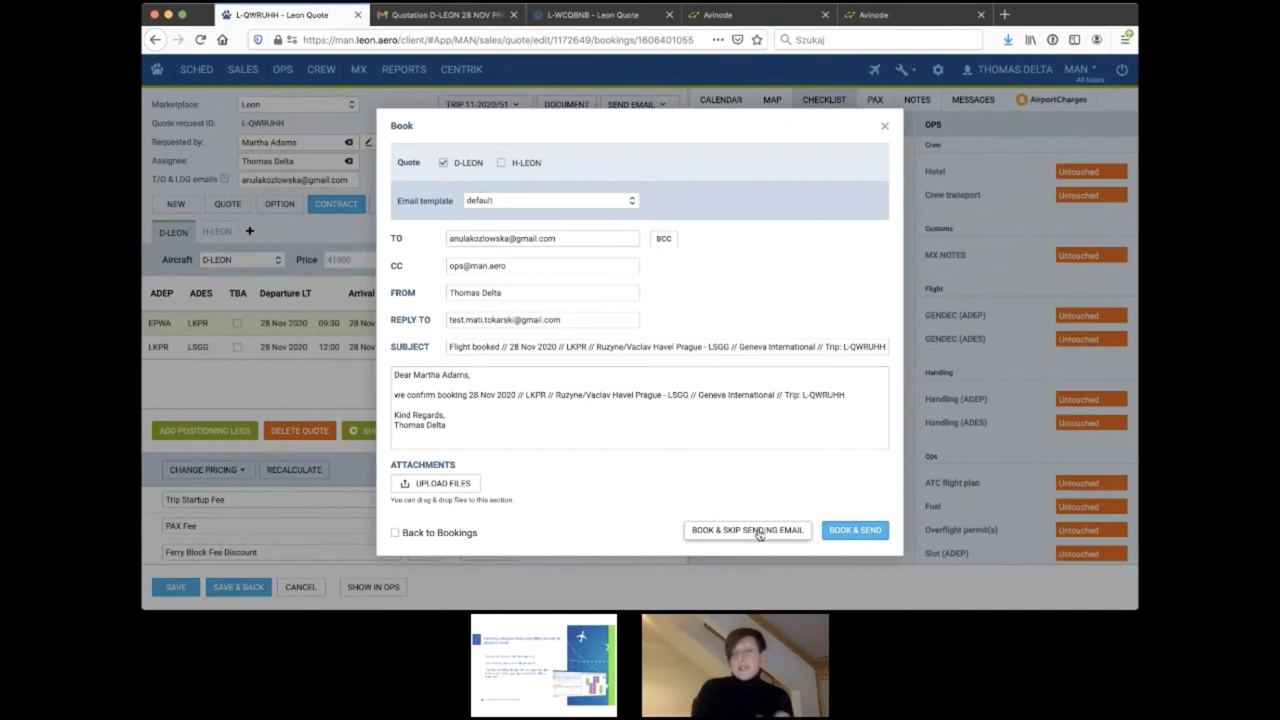 L-QWRUHH - Leon Quote
Quotation D-LEON 28 NOV PR
L-WCQBNB - Leon Quote
Avinode
Avinode
https://man.leon.aero/client/#App/MAN/sales/quote/edit/1172649/bookings/1606401055
Szukaj
SCHED SALES OPS CREW MX REPORTS CENTRIK
THOMAS DELTA MAN
All bases
Marketplace: Leon
TRIP 11-2020/51 DOCUMENT SEND EMAIL
CALENDAR MAP CHECKLIST PAX NOTES MESSAGES AirportCharges
Quote request ID: L-QWRUHH
Requested by: Martha Adams
Assignee: Thomas Delta
T/O & LDG emails anulakozlowska@gmail.com
NEW QUOTE OPTION CONTRACT
D-LEON H-LEON
Aircraft D-LEON Price 41900
ADEP ADES TBA Departure LT Arrival
EPWA LKPR 28 Nov 2020 09:30 28 Nov
LKPR LSGG 28 Nov 2020 12:00 28 Nov
ADD POSITIONING LEGS DELETE QUOTE SH
CHANGE PRICING RECALCULATE
Trip Startup Fee
PAX Fee
Ferry Block Fee Discount
SAVE SAVE & BACK CANCEL SHOW IN OPS
Book
Quote D-LEON H-LEON
Email template default
TO anulakozlowska@gmail.com BCC
CC ops@man.aero
FROM Thomas Delta
REPLY TO test.mati.tokarski@gmail.com
SUBJECT Flight booked // 28 Nov 2020 // LKPR // Ruzyne/Vaclav Havel Prague - LSGG // Geneva International // Trip: L-QWRUHH
Dear Martha Adams,
we confirm booking 28 Nov 2020 // LKPR // Ruzyne/Vaclav Havel Prague - LSGG // Geneva International // Trip: L-QWRUHH
Kind Regards,
Thomas Delta
ATTACHMENTS
UPLOAD FILES
You can drag & drop files to this section.
Back to Bookings
BOOK & SKIP SENDING EMAIL BOOK & SEND
OPS
Crew
Hotel Untouched
Crew transport Untouched
Customs
MX NOTES Untouched
Flight
GENDEC (ADEP) Untouched
GENDEC (ADES) Untouched
Handling
Handling (ADEP) Untouched
Handling (ADES) Untouched
Ops
ATC flight plan Untouched
Fuel Untouched
Overflight permit(s) Untouched
Slot (ADEP) Untouched